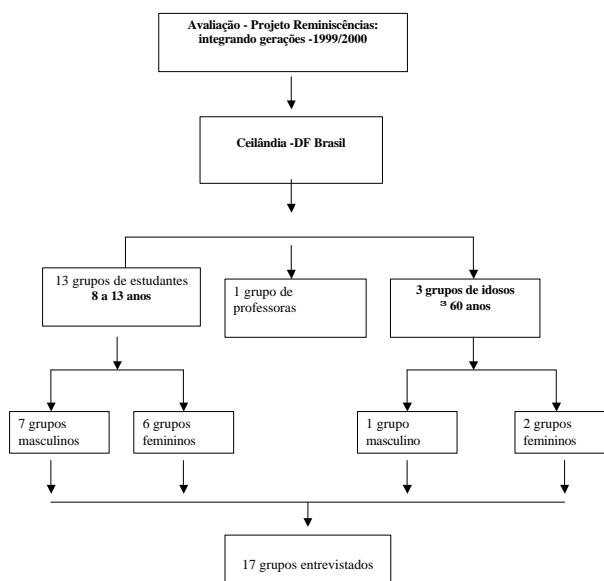 Avaliação - Projeto Reminiscências:
integrando gerações -1999/2000
Ceilândia -DF Brasil
13 grupos de estudantes
8 a 13 anos
1 grupo de
professoras
3 grupos de idosos
³ 60 anos
7 grupos
masculinos
6 grupos
femininos
1 grupo
masculino
2 grupos
femininos
17 grupos entrevistados